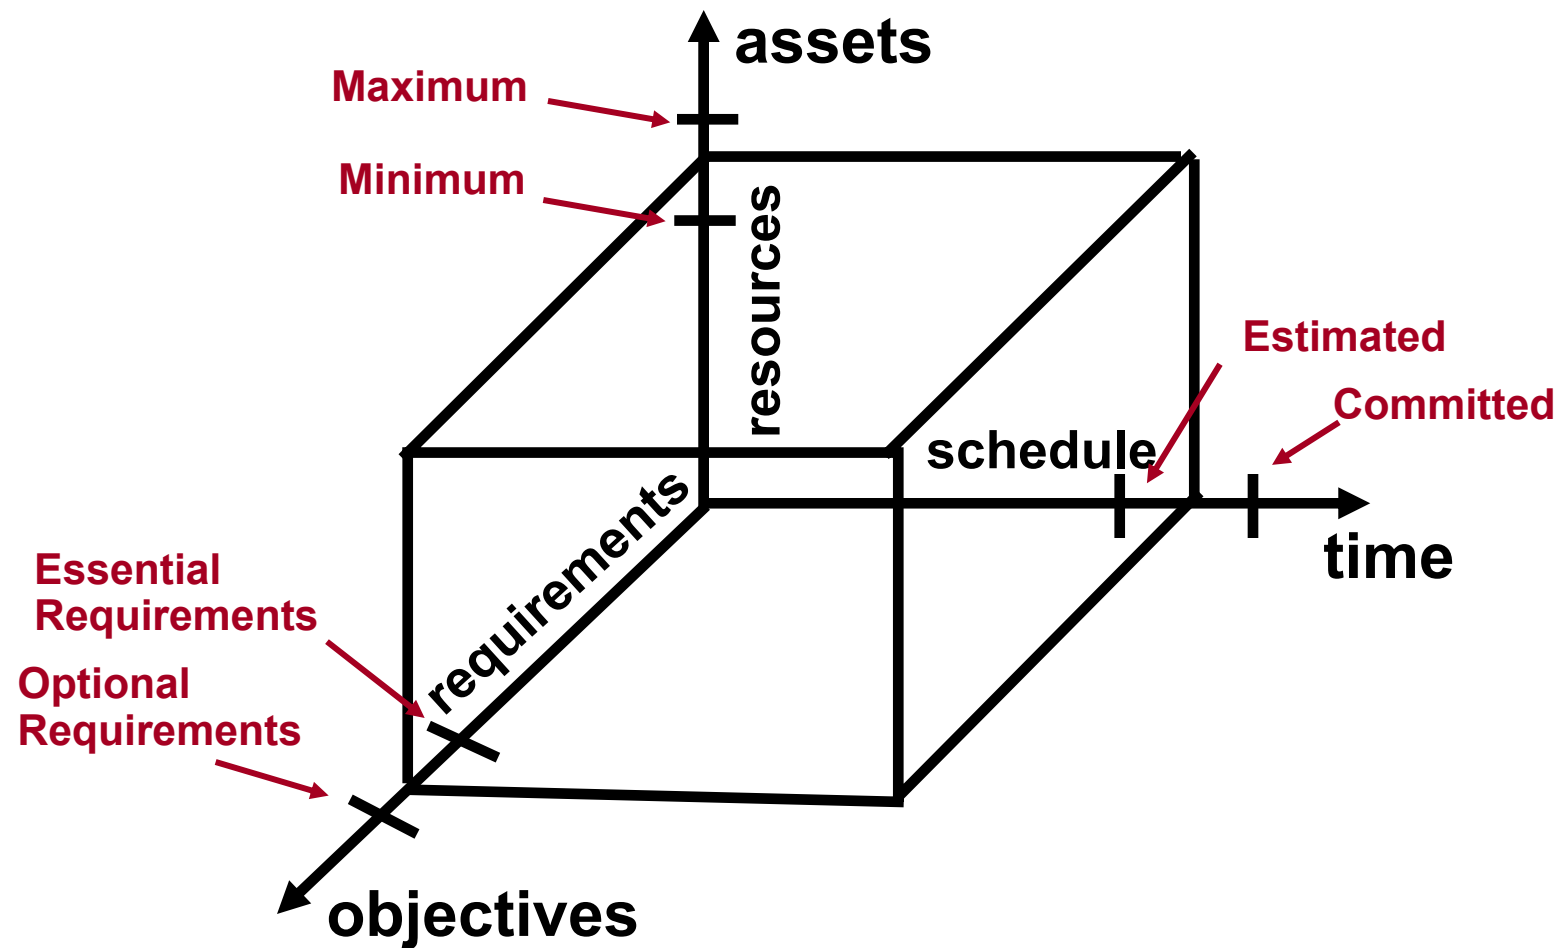 assets
Maximum
Minimum
resources
Estimated
Committed
schedule
time
requirements
Essential
Requirements
Optional
Requirements
objectives